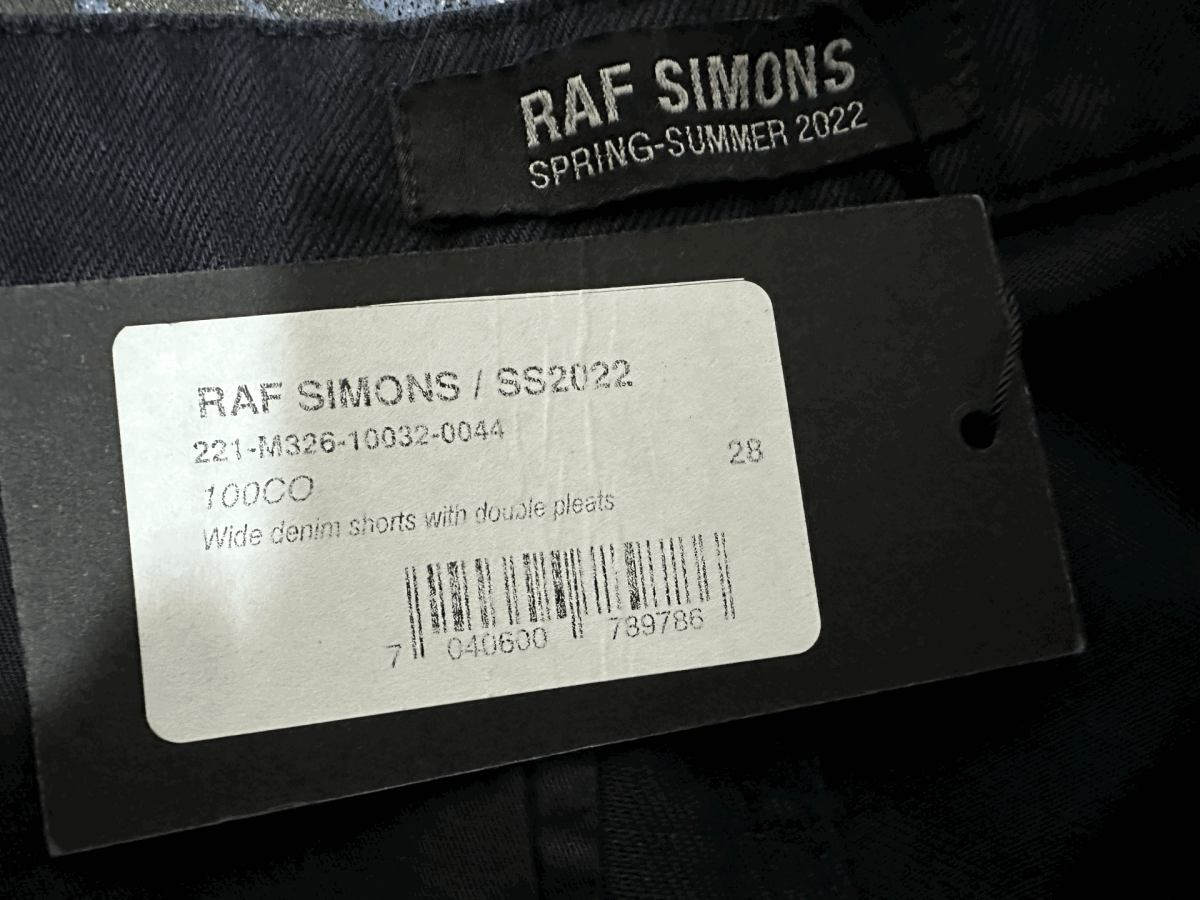 RAF SIMONS
SPRING-SUMMER 2022
RAF SIMONS / SS2022
221-M326-10032-0044
28
100CO
Wide denim shorts with double pleats
7 040600 789786